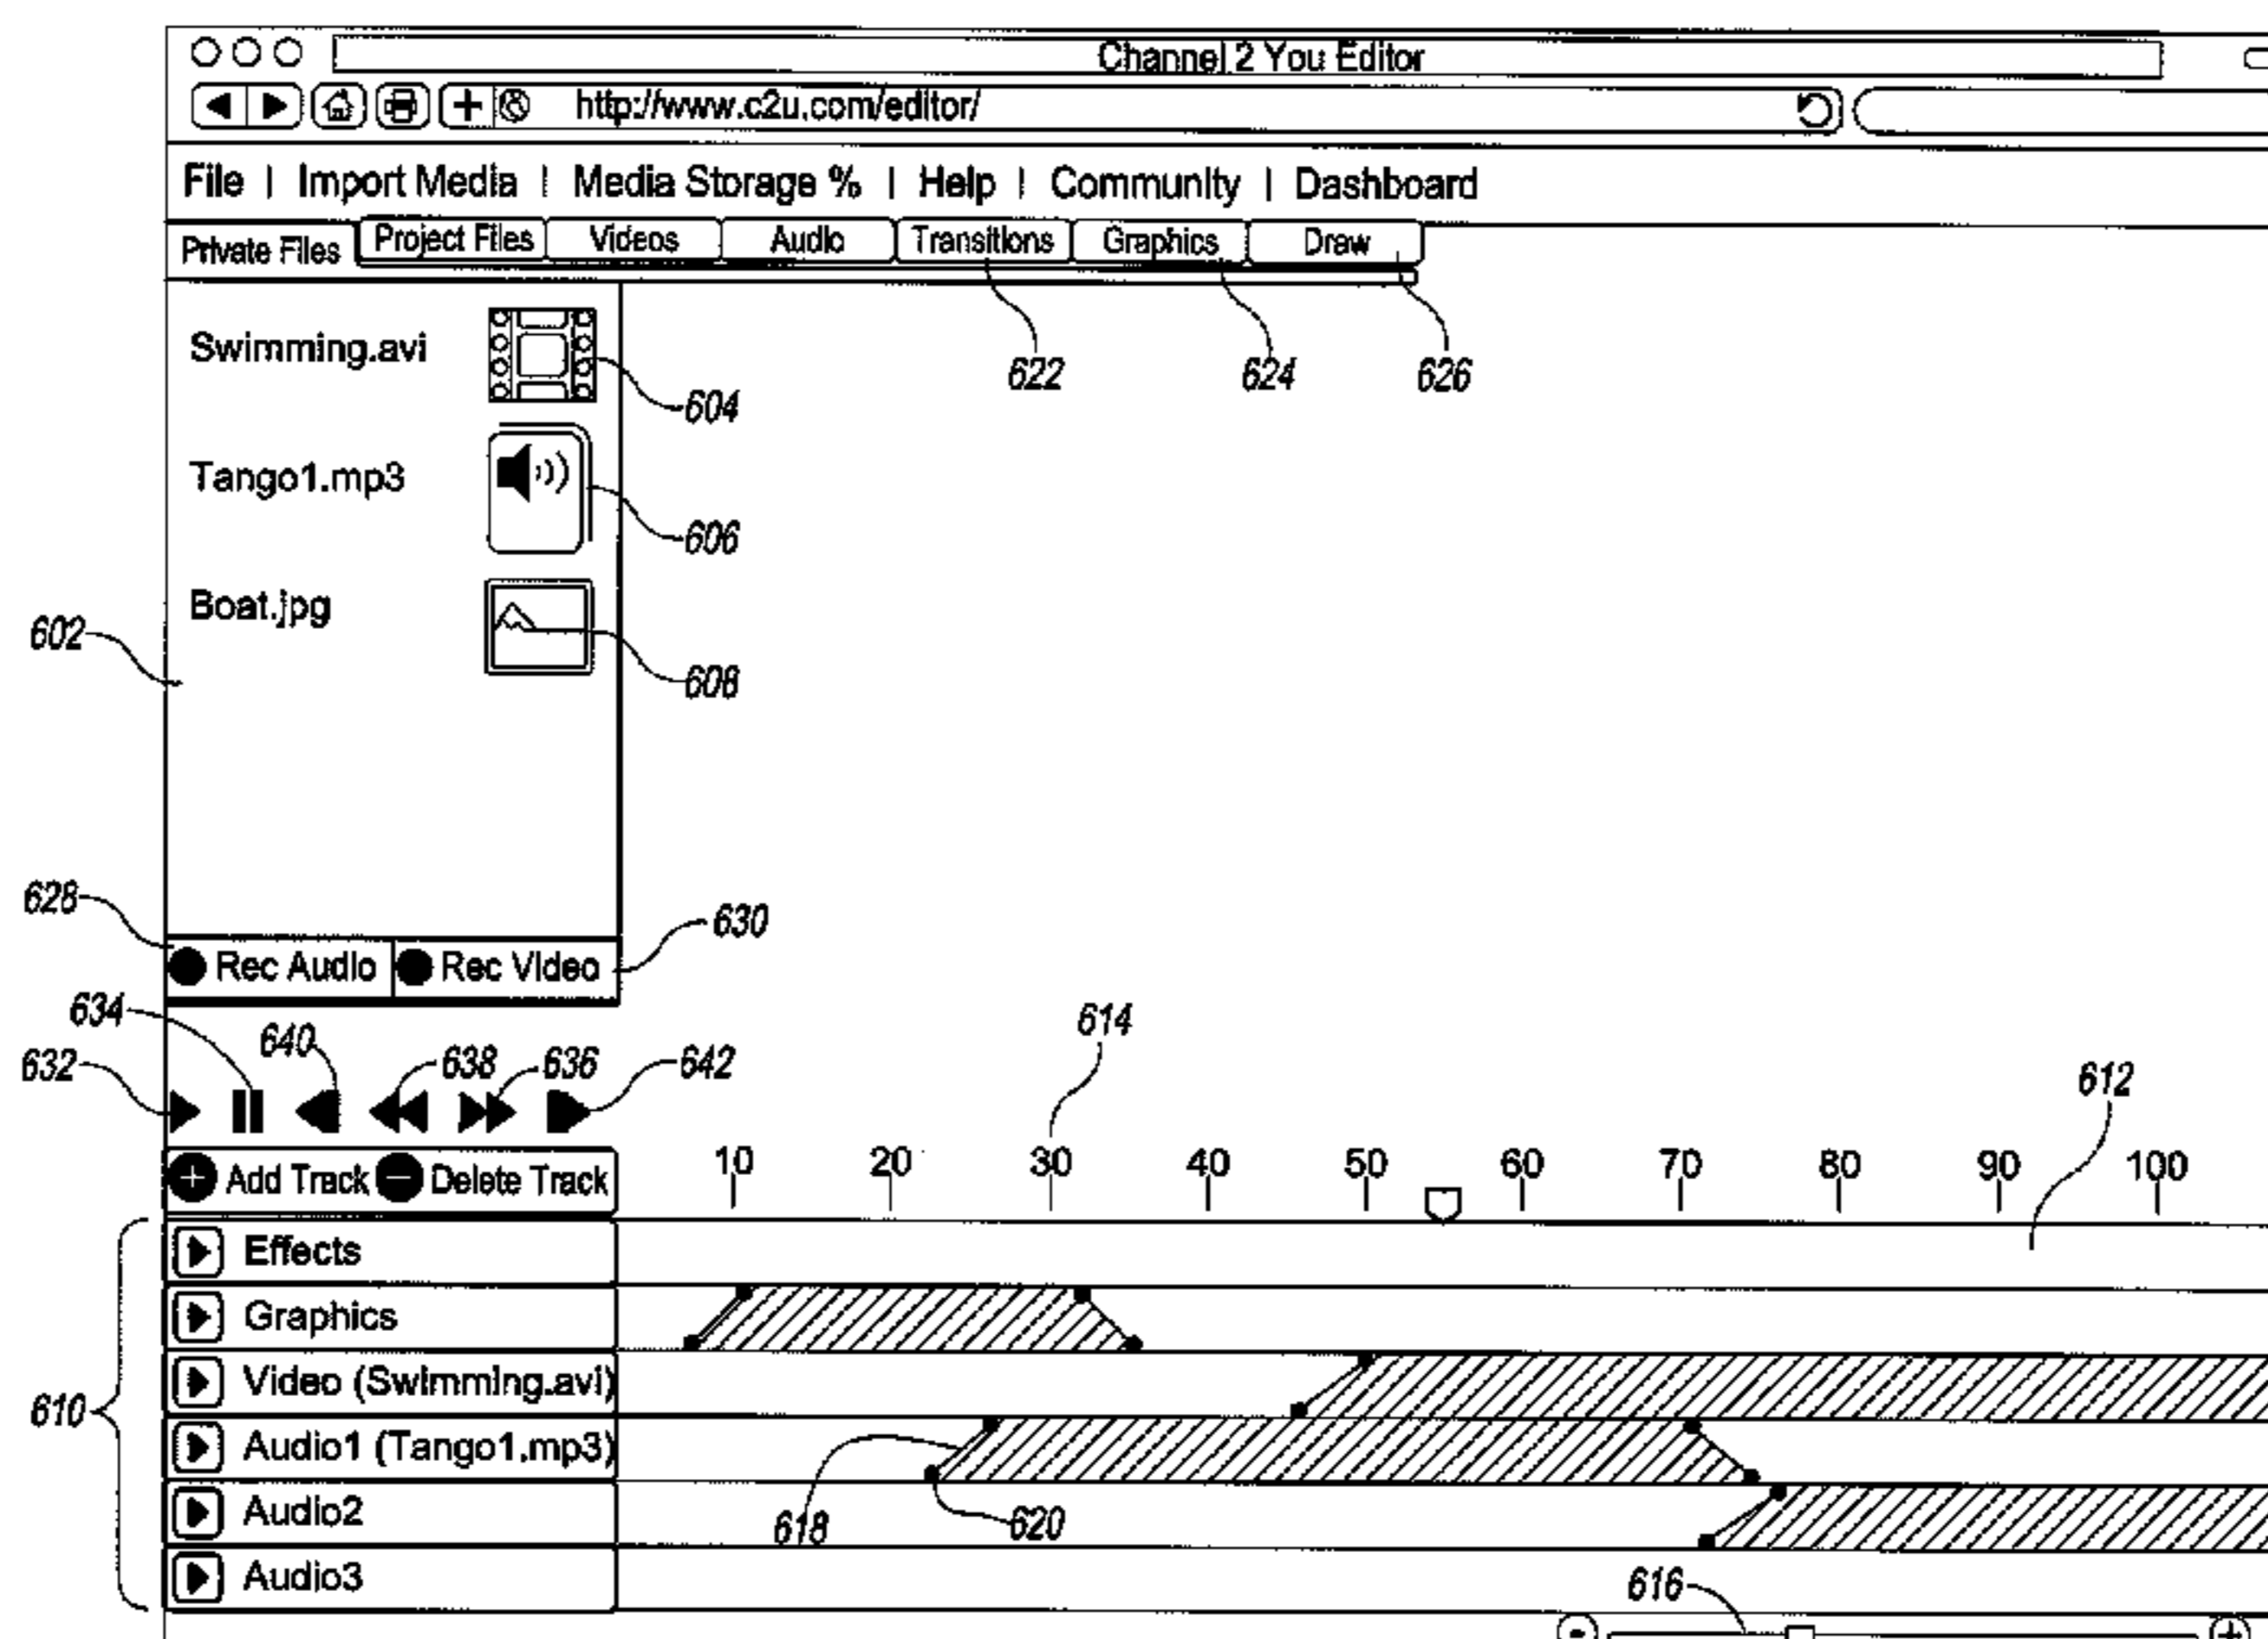 Channel 2 You Editor
http://www.c2u.com/editor/
File | Import Media | Media Storage % | Help | Community | Dashboard
Private Files Project Files Videos Audio Transitions Graphics Draw
Swimming.avi
622 624 626
604
Tango1.mp3
606
Boat.jpg
602
608
628
630
Rec Audio Rec Video
634
614
640
632 638 636 642
612
10 20 30 40 50 60 70 80 90 100
Add Track Delete Track
Effects
Graphics
Video (Swimming.avi)
610
Audio1 (Tango1.mp3)
Audio2
618 620
Audio3
616